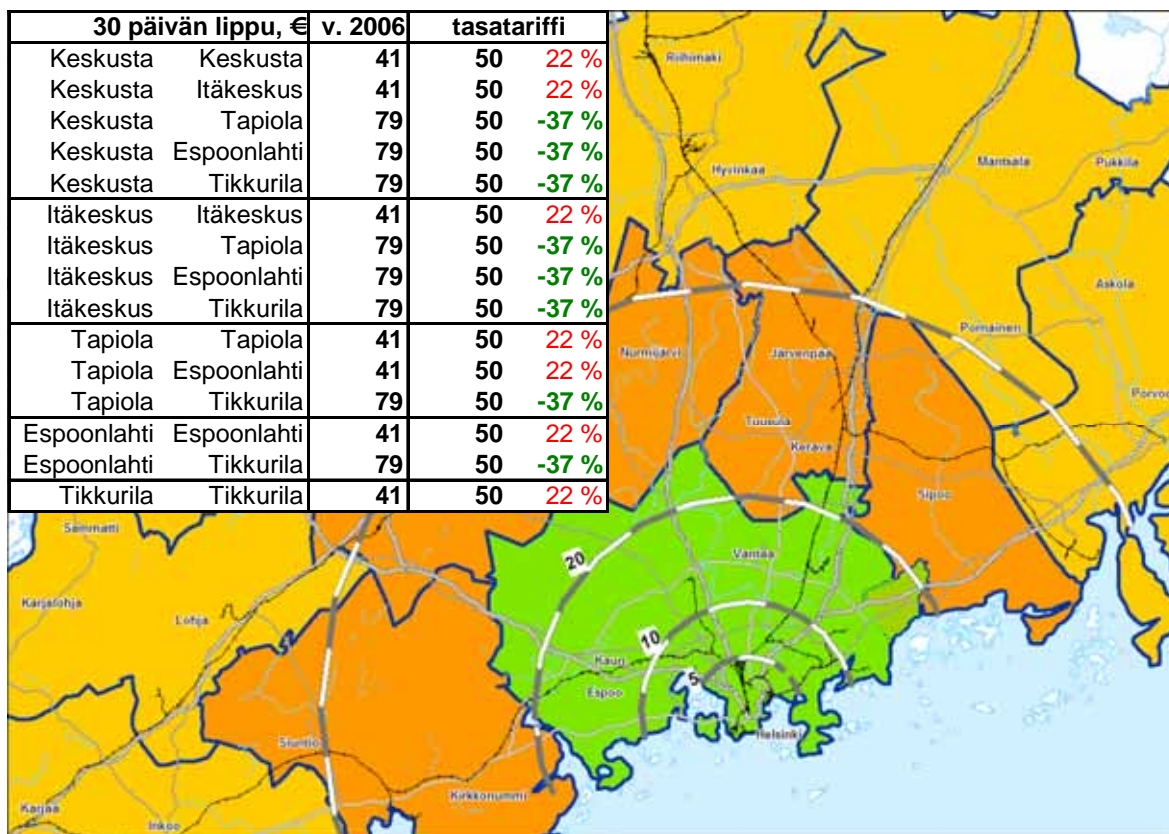 30 päivän lippu, € v. 2006 tasatariffi
Keskusta Keskusta 41 50 22 %
Keskusta Itäkeskus 41 50 22 %
Keskusta Tapiola 79 50 -37 %
Keskusta Espoonlahti 79 50 -37 %
Keskusta Tikkurila 79 50 -37 %
Itäkeskus Itäkeskus 41 50 22 %
Itäkeskus Tapiola 79 50 -37 %
Itäkeskus Espoonlahti 79 50 -37 %
Itäkeskus Tikkurila 79 50 -37 %
Tapiola Tapiola 41 50 22 %
Tapiola Espoonlahti 41 50 22 %
Tapiola Tikkurila 79 50 -37 %
Espoonlahti Espoonlahti 41 50 22 %
Espoonlahti Tikkurila 79 50 -37 %
Tikkurila Tikkurila 41 50 22 %
Riihimäki
Hyvinkää
Mäntsälä
Pukkila
Askola
Pornainen
Porvoo
Nurmijärvi
Järvenpää
Tuusula
Kerava
Sipoo
Sammatti
Karjalohja
Lohja
20
Vantaa
10
Kaun
Espoo
5
Helsinki
Siuntio
Kirkkonummi
Karjaa
Inkoo